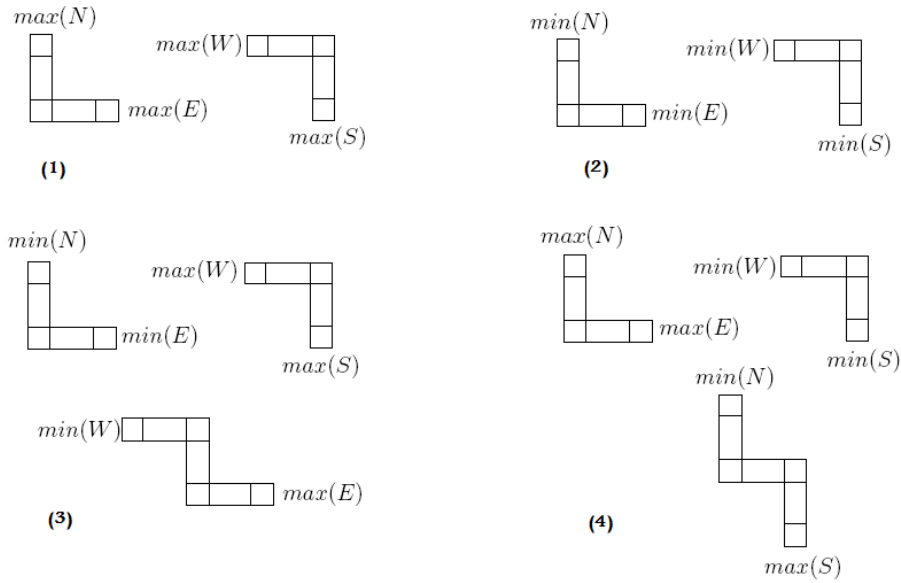 max(N)
max(W)
max(E)
max(S)
(1)
min(N)
min(W)
min(E)
min(S)
(2)
min(N)
max(W)
min(E)
max(S)
min(W)
max(E)
(3)
max(N)
min(W)
max(E)
min(S)
min(N)
max(S)
(4)